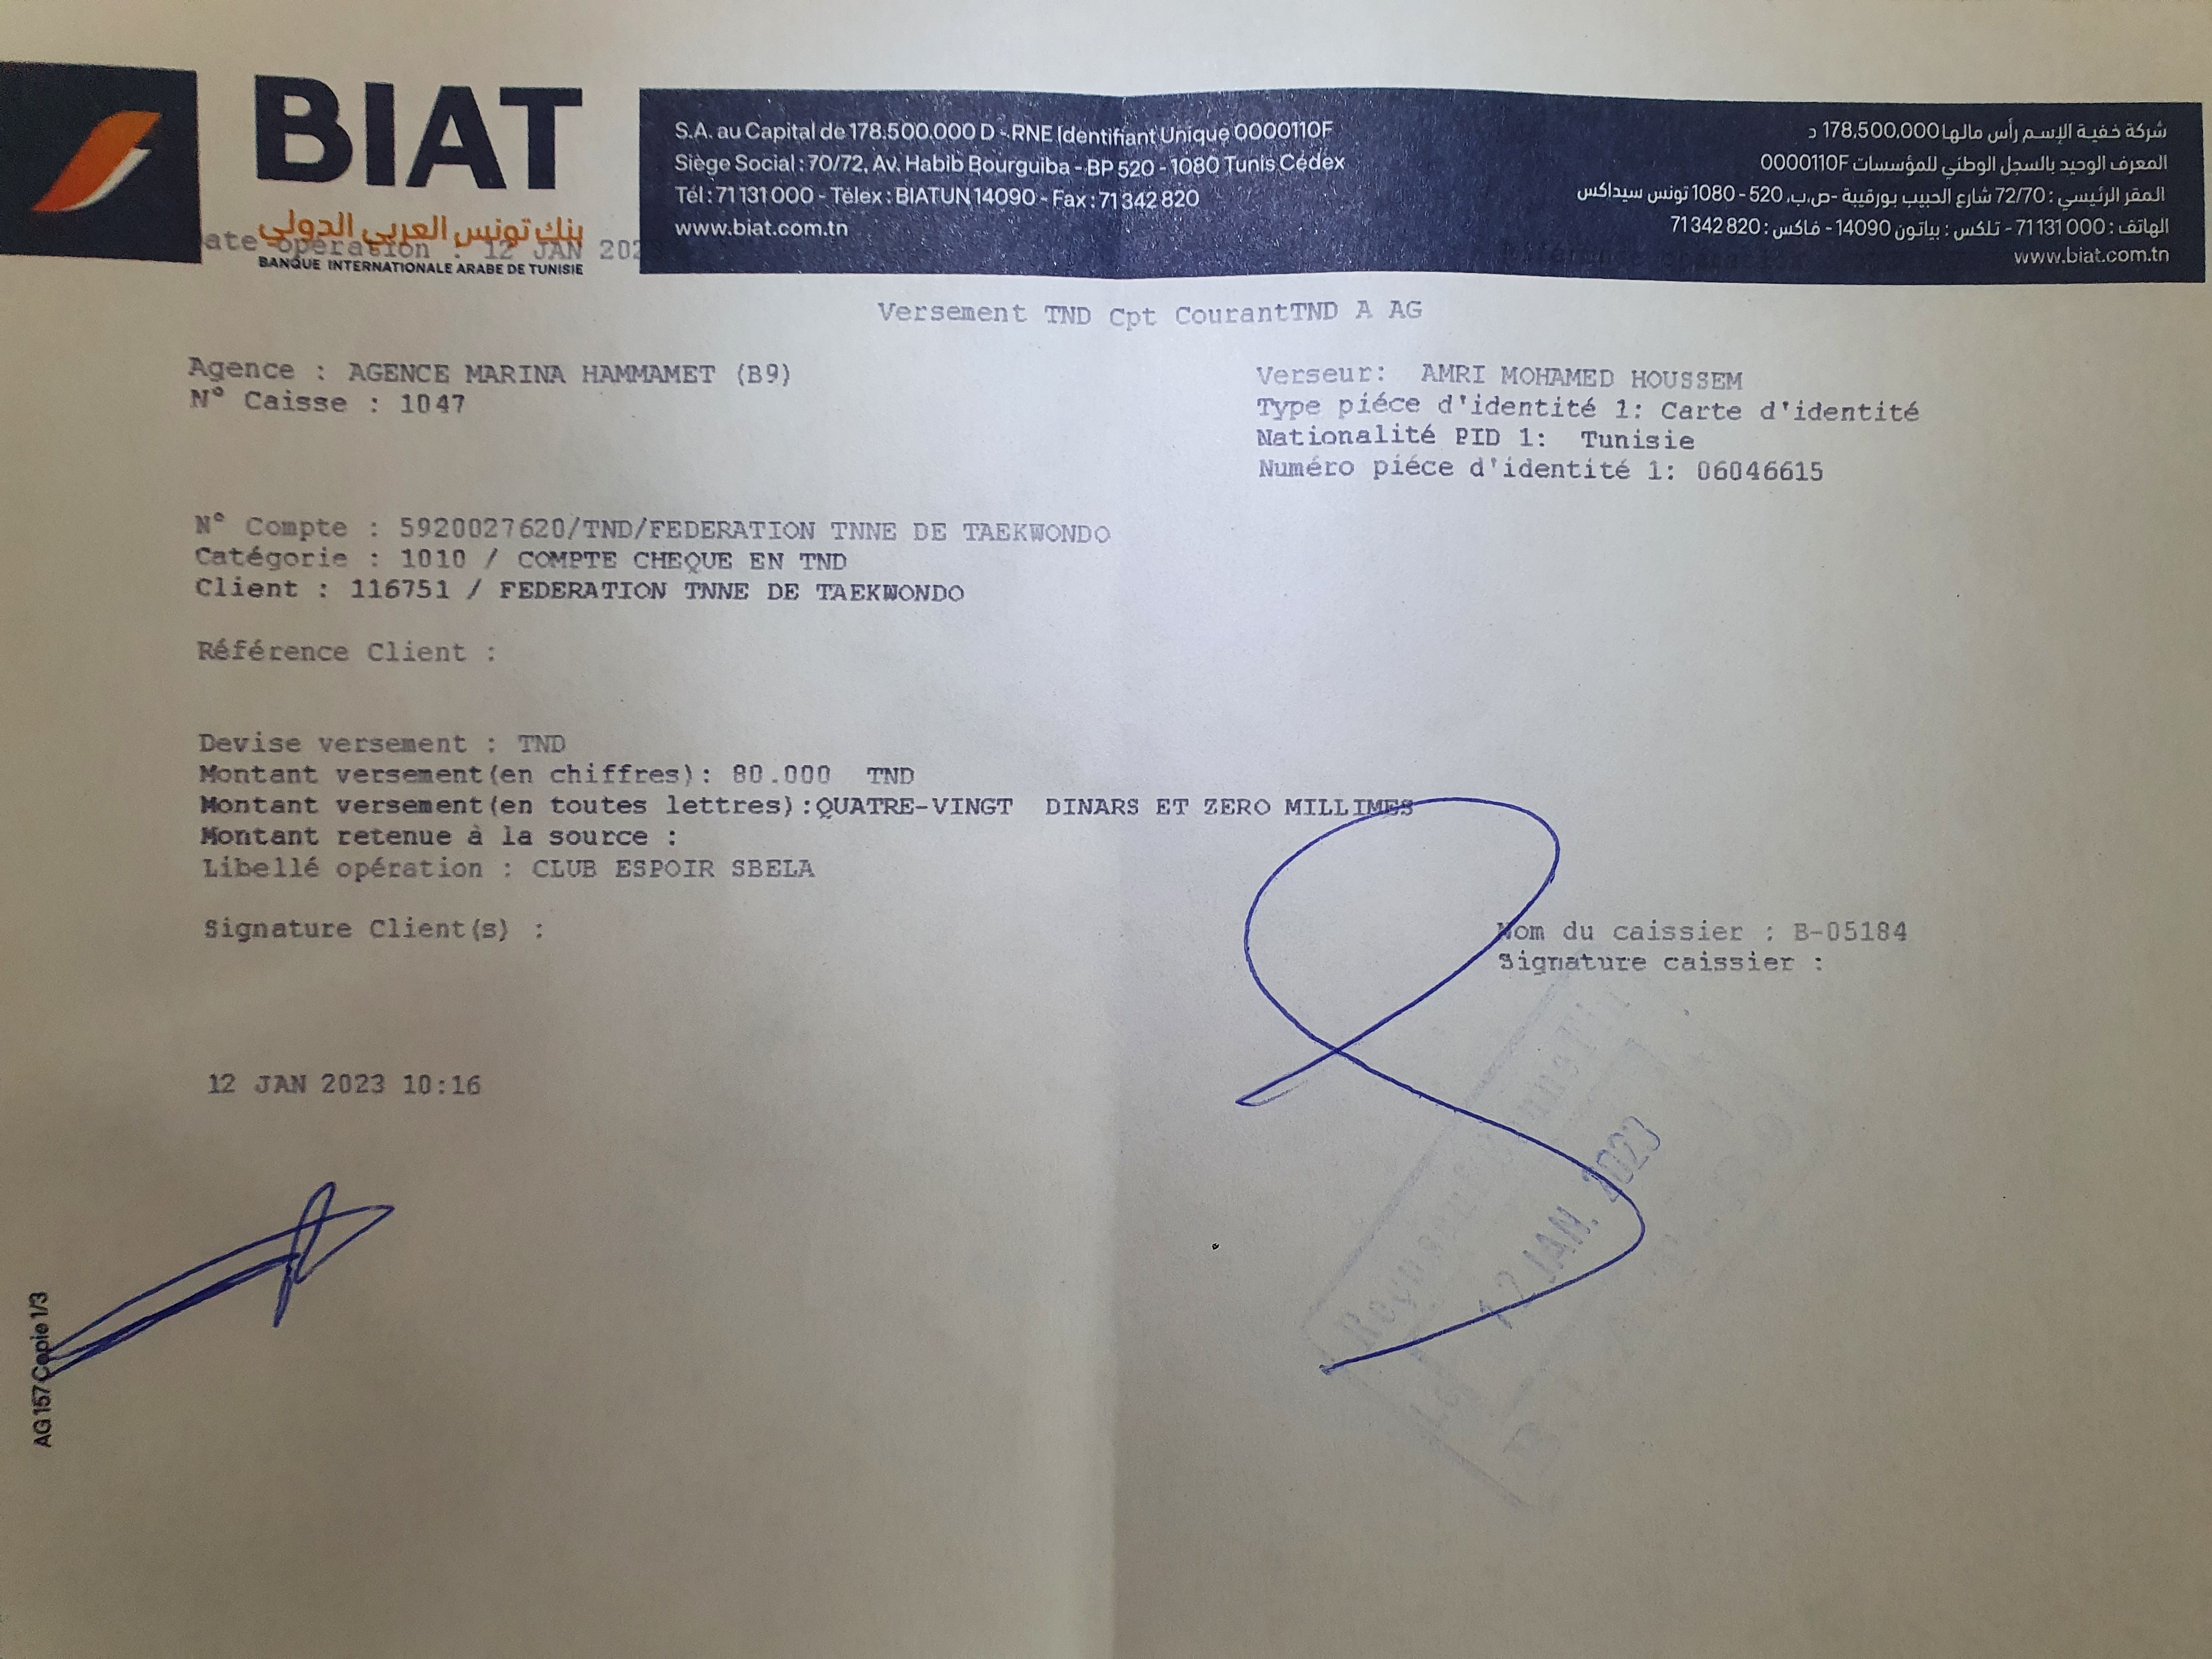 BIAT
بنك تونس العربي الدولي
BANQUE INTERNATIONALE ARABE DE TUNISIE
S.A. au Capital de 178.500.000 D - RNE Identifiant Unique 0000110F
Siège Social : 70/72, Av. Habib Bourguiba - BP 520 - 1080 Tunis Cédex
Tél : 71 131 000 - Télex : BIATUN 14090 - Fax : 71 342 820
www.biat.com.tn
شركة خفية الإسم رأس مالها 178,500,000 د
المعرف الوحيد بالسجل الوطني للمؤسسات 0000110F
المقر الرئيسي : 72/70 شارع الحبيب بورقيبة -ص.ب. 520 - 1080 تونس سيداكس
الهاتف : 000 131 71 - تلكس : بياتون 14090 - فاكس : 820 342 71
www.biat.com.tn
ate opération : 12 JAN 202
Versement TND Cpt CourantTND A AG
Agence : AGENCE MARINA HAMMAMET (B9)
N° Caisse : 1047
Verseur: AMRI MOHAMED HOUSSEM
Type piéce d'identité 1: Carte d'identité
Nationalité PID 1: Tunisie
Numéro piéce d'identité 1: 06046615
N° Compte : 5920027620/TND/FEDERATION TNNE DE TAEKWONDO
Catégorie : 1010 / COMPTE CHEQUE EN TND
Client : 116751 / FEDERATION TNNE DE TAEKWONDO
Référence Client :
Devise versement : TND
Montant versement(en chiffres): 80.000 TND
Montant versement(en toutes lettres):QUATRE-VINGT DINARS ET ZERO MILLIMES
Montant retenue à la source :
Libellé opération : CLUB ESPOIR SBELA
Signature Client(s) :
Nom du caissier : B-05184
Signature caissier :
12 JAN 2023 10:16
12 JAN. 2023
AG 157 Copie 1/3